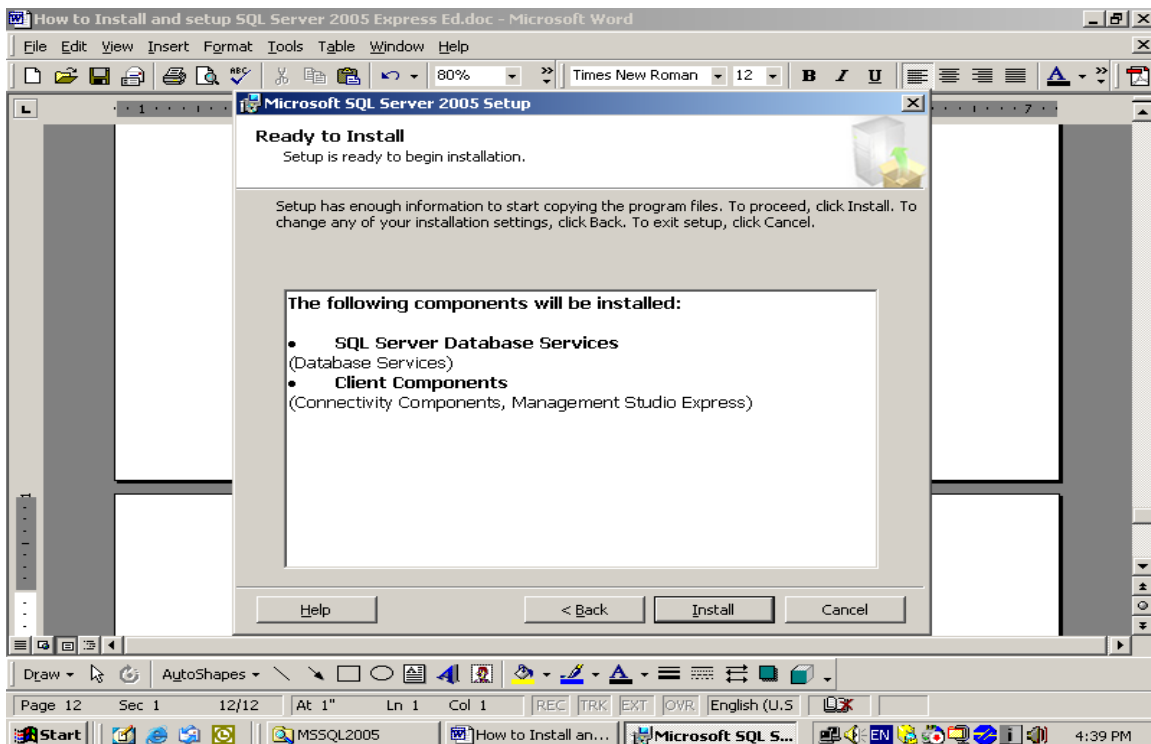 How to Install and setup SQL Server 2005 Express Ed.doc - Microsoft Word
File Edit View Insert Format Tools Table Window Help
ABC 80% Times New Roman 12 B I U A
L 1 7
Microsoft SQL Server 2005 Setup
Ready to Install
Setup is ready to begin installation.
Setup has enough information to start copying the program files. To proceed, click Install. To
change any of your installation settings, click Back. To exit setup, click Cancel.
The following components will be installed:
• SQL Server Database Services
(Database Services)
• Client Components
(Connectivity Components, Management Studio Express)
Help < Back Install Cancel
Draw AutoShapes A A
Page 12 Sec 1 12/12 At 1" Ln 1 Col 1 REC TRK EXT OVR English (U.S
Start MSSQL2005 How to Install an... Microsoft SQL S... EN 4:39 PM